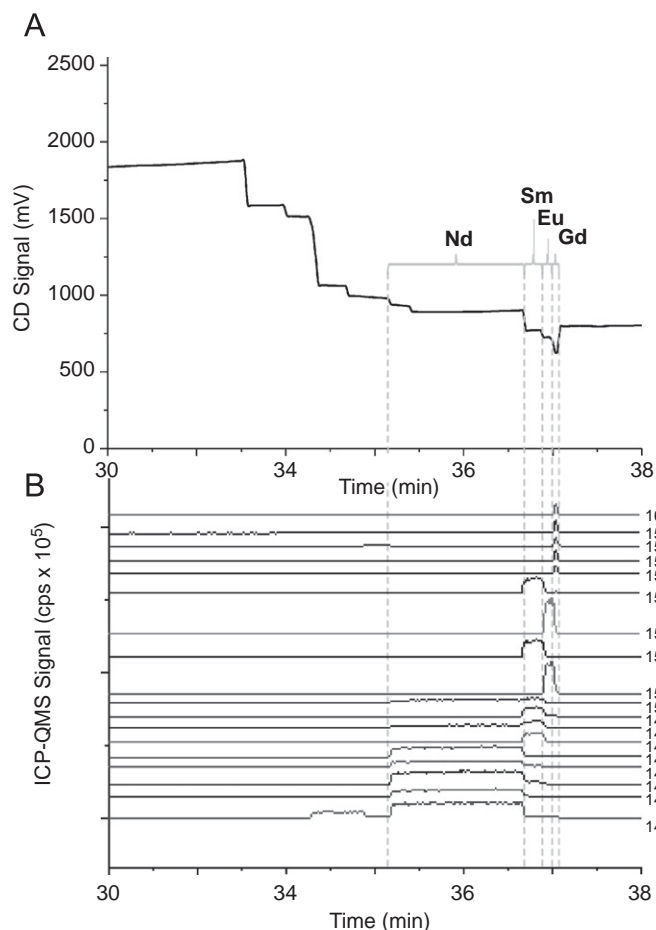 A
2500
2000
1500
1000
500
0
CD Signal (mV)
Sm
Eu
Nd
Gd
30
34
36
38
Time (min)
B
ICP-QMS Signal (cps x 10⁵)
30
34
36
38
Time (min)